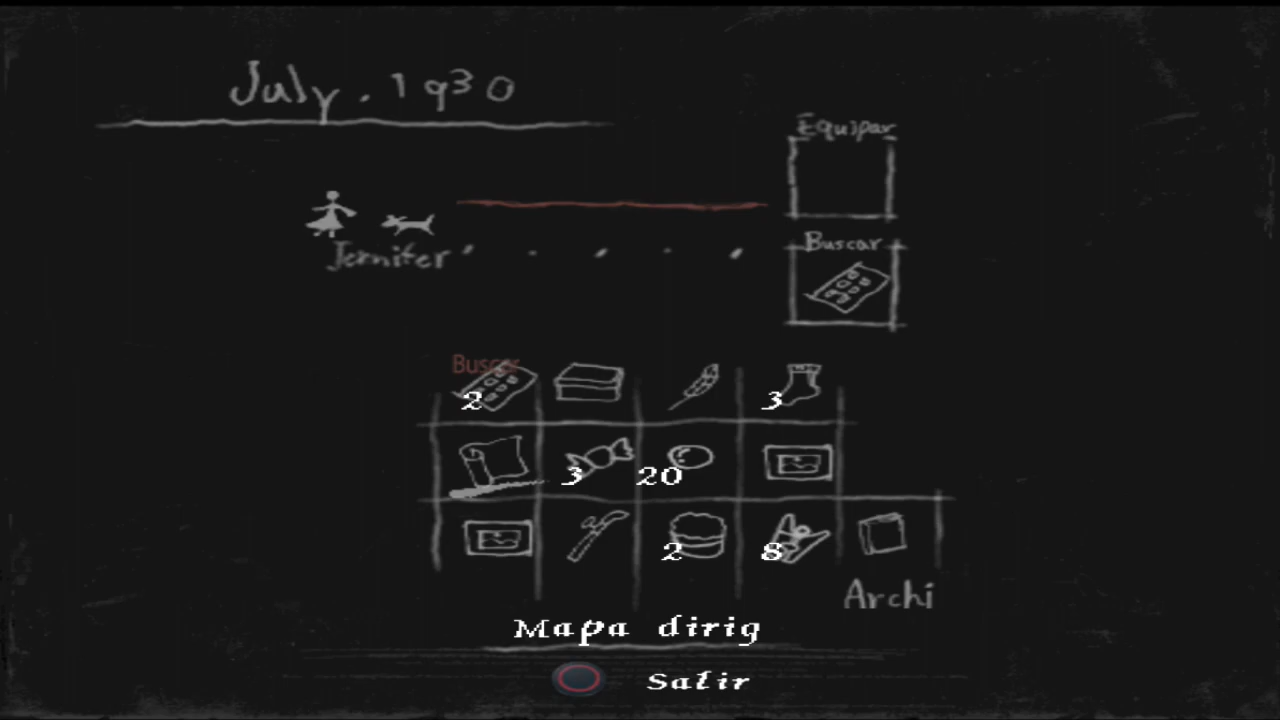 July. 1930
Equipar
Buscar
Jennifer
Buscar
2
3
3
20
2
8
Archi
Mapa dirig
Salir